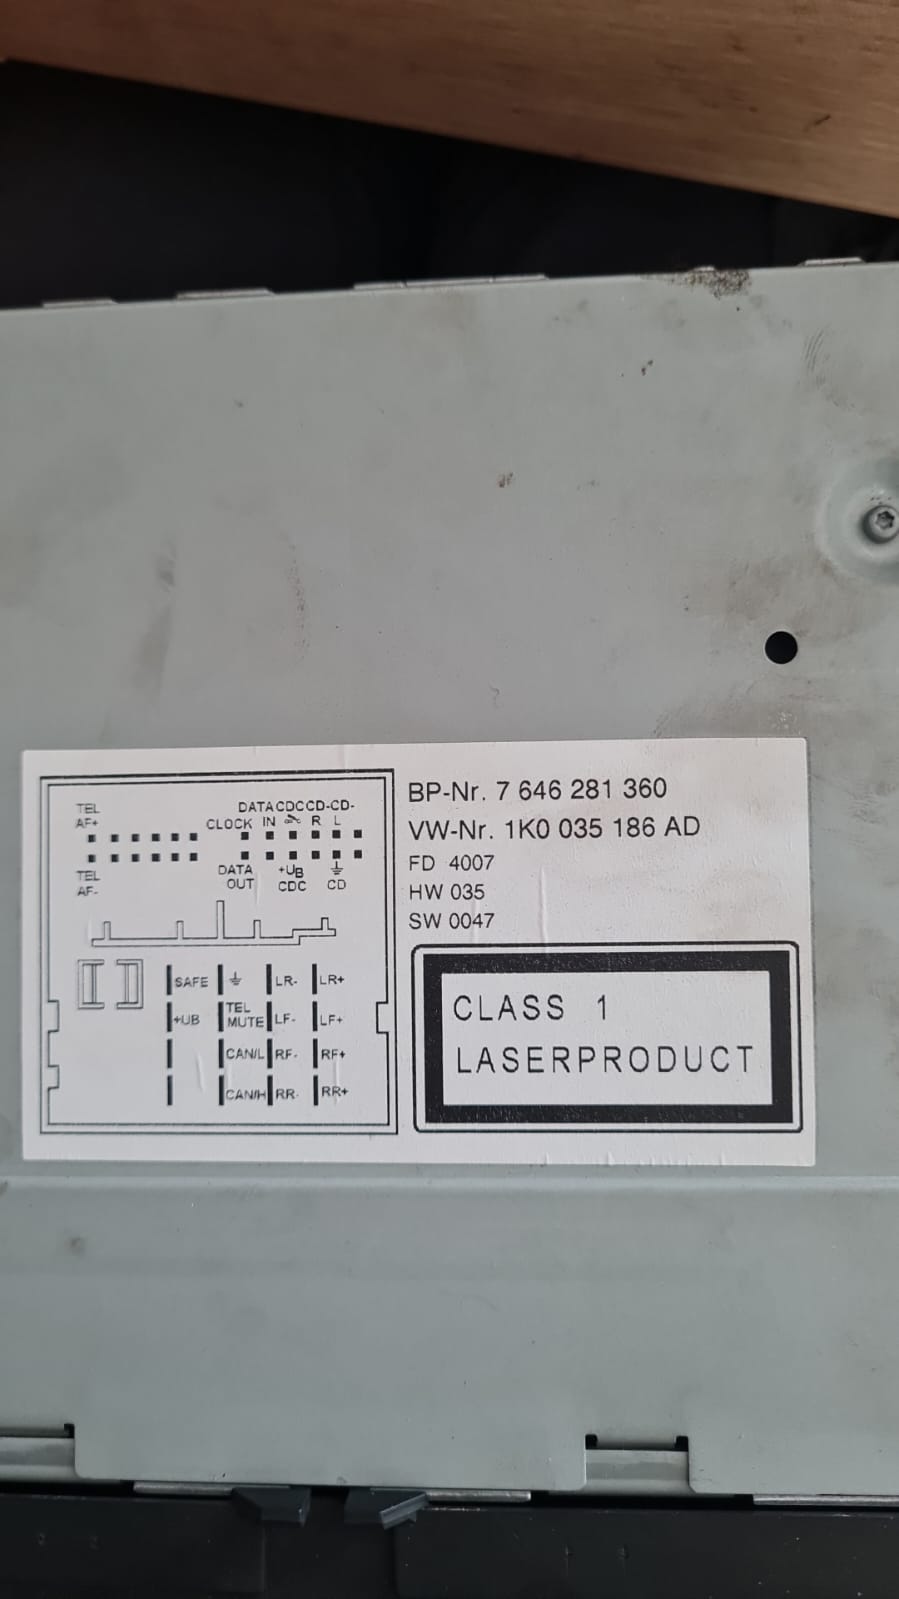 TEL
AF+
DATA CDC CD- CD-
CLOCK IN R L
TEL
AF-
DATA
OUT
+UB
CDC
CD
SAFE LR- LR+
+UB TEL
MUTE LF- LF+
CAN/L RF- RF+
CAN/H RR- RR+
BP-Nr. 7 646 281 360
VW-Nr. 1K0 035 186 AD
FD 4007
HW 035
SW 0047
CLASS 1
LASERPRODUCT